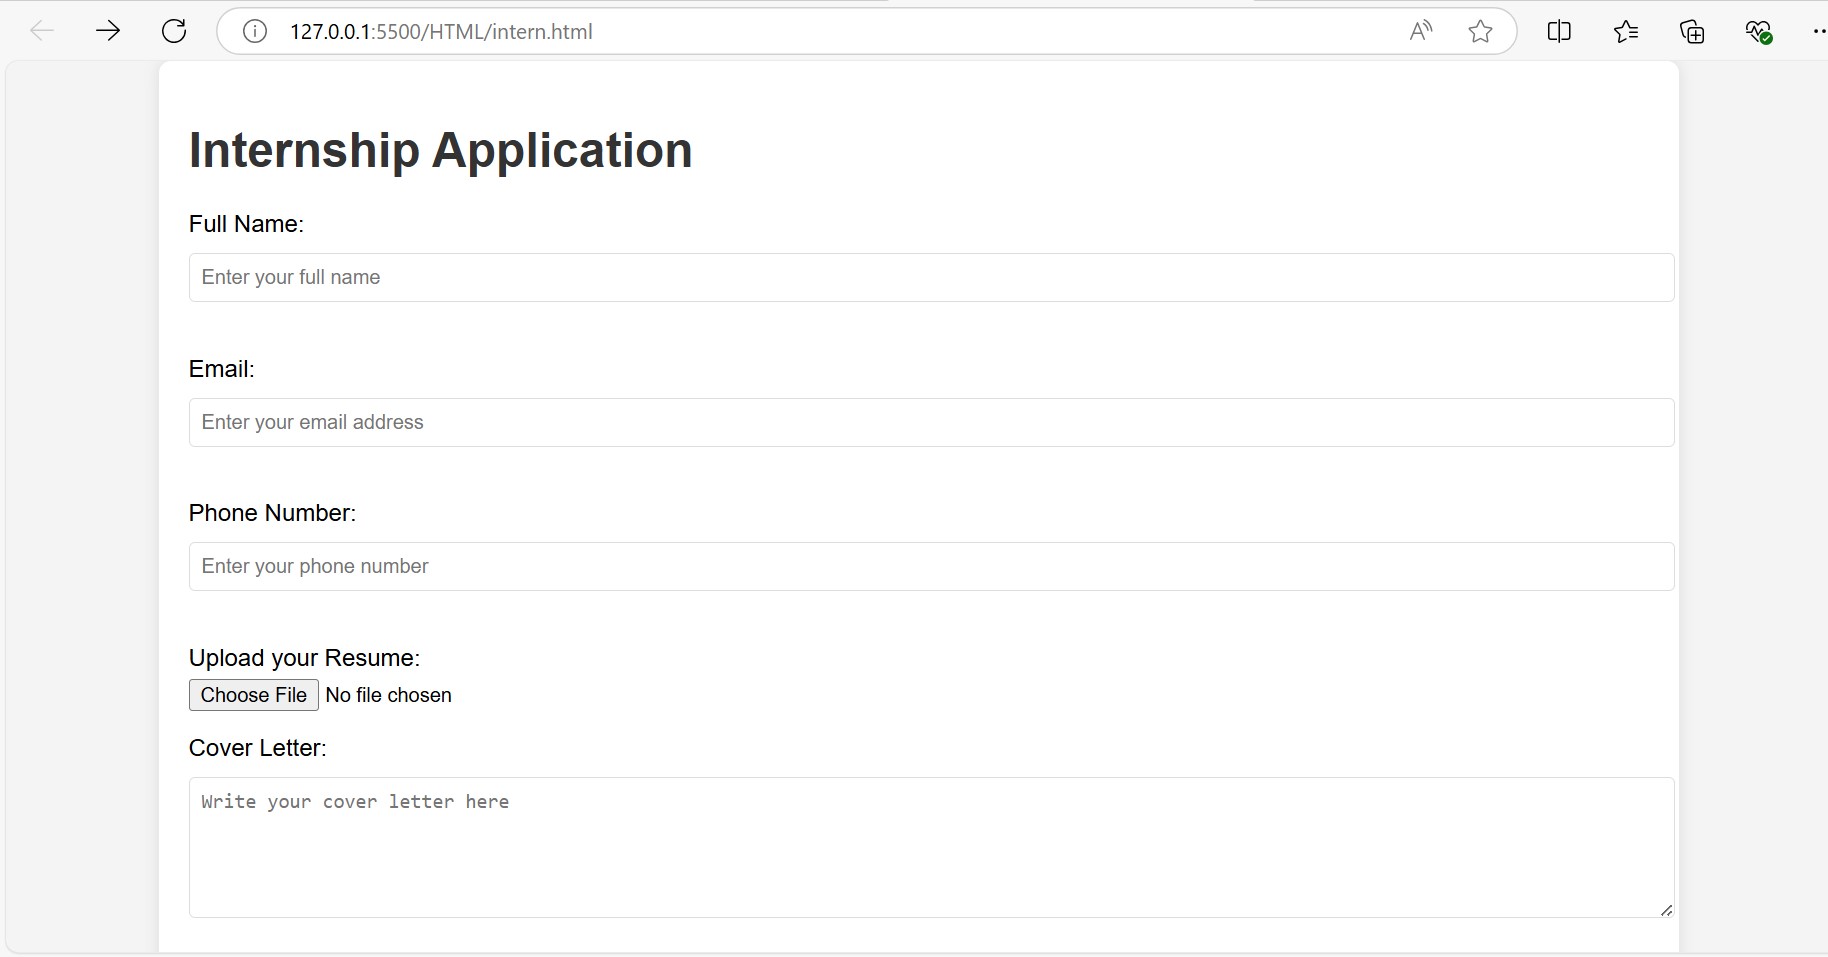 127.0.0.1:5500/HTML/intern.html
Internship Application
Full Name:
Enter your full name
Email:
Enter your email address
Phone Number:
Enter your phone number
Upload your Resume:
Choose File No file chosen
Cover Letter:
Write your cover letter here